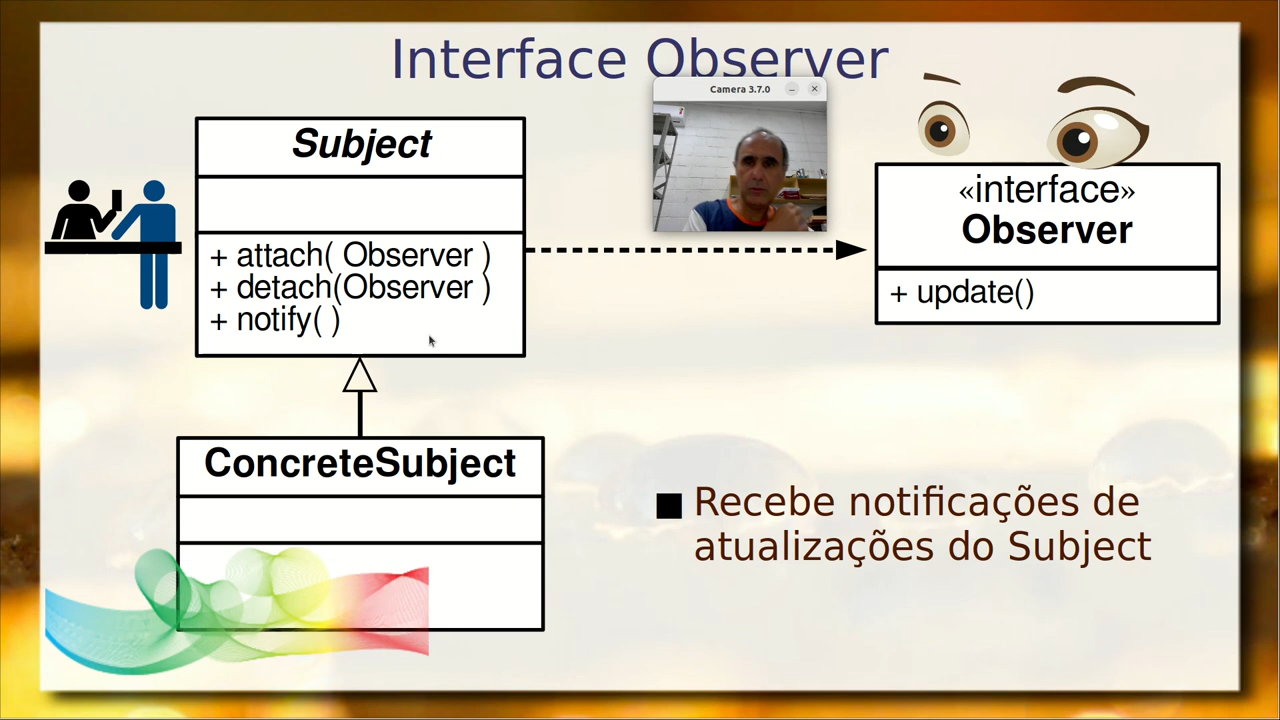 Interface Observer
Camera 3.7.0
Subject
+ attach( Observer )
+ detach(Observer )
+ notify( )
«interface»
Observer
+ update()
ConcreteSubject
Recebe notificações de
atualizações do Subject